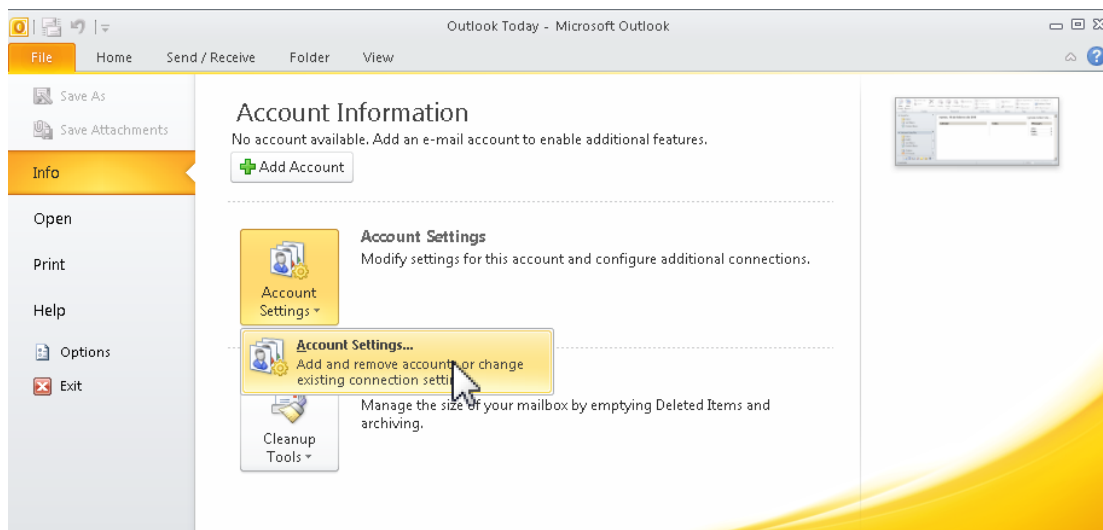 Outlook Today - Microsoft Outlook
File Home Send / Receive Folder View
Save As
Save Attachments
Info
Open
Print
Help
Options
Exit
Account Information
No account available. Add an e-mail account to enable additional features.
Add Account
Account Settings
Modify settings for this account and configure additional connections.
Account
Settings
Account Settings...
Add and remove accounts or change
existing connection
Manage the size of your mailbox by emptying Deleted Items and
archiving.
Cleanup
Tools